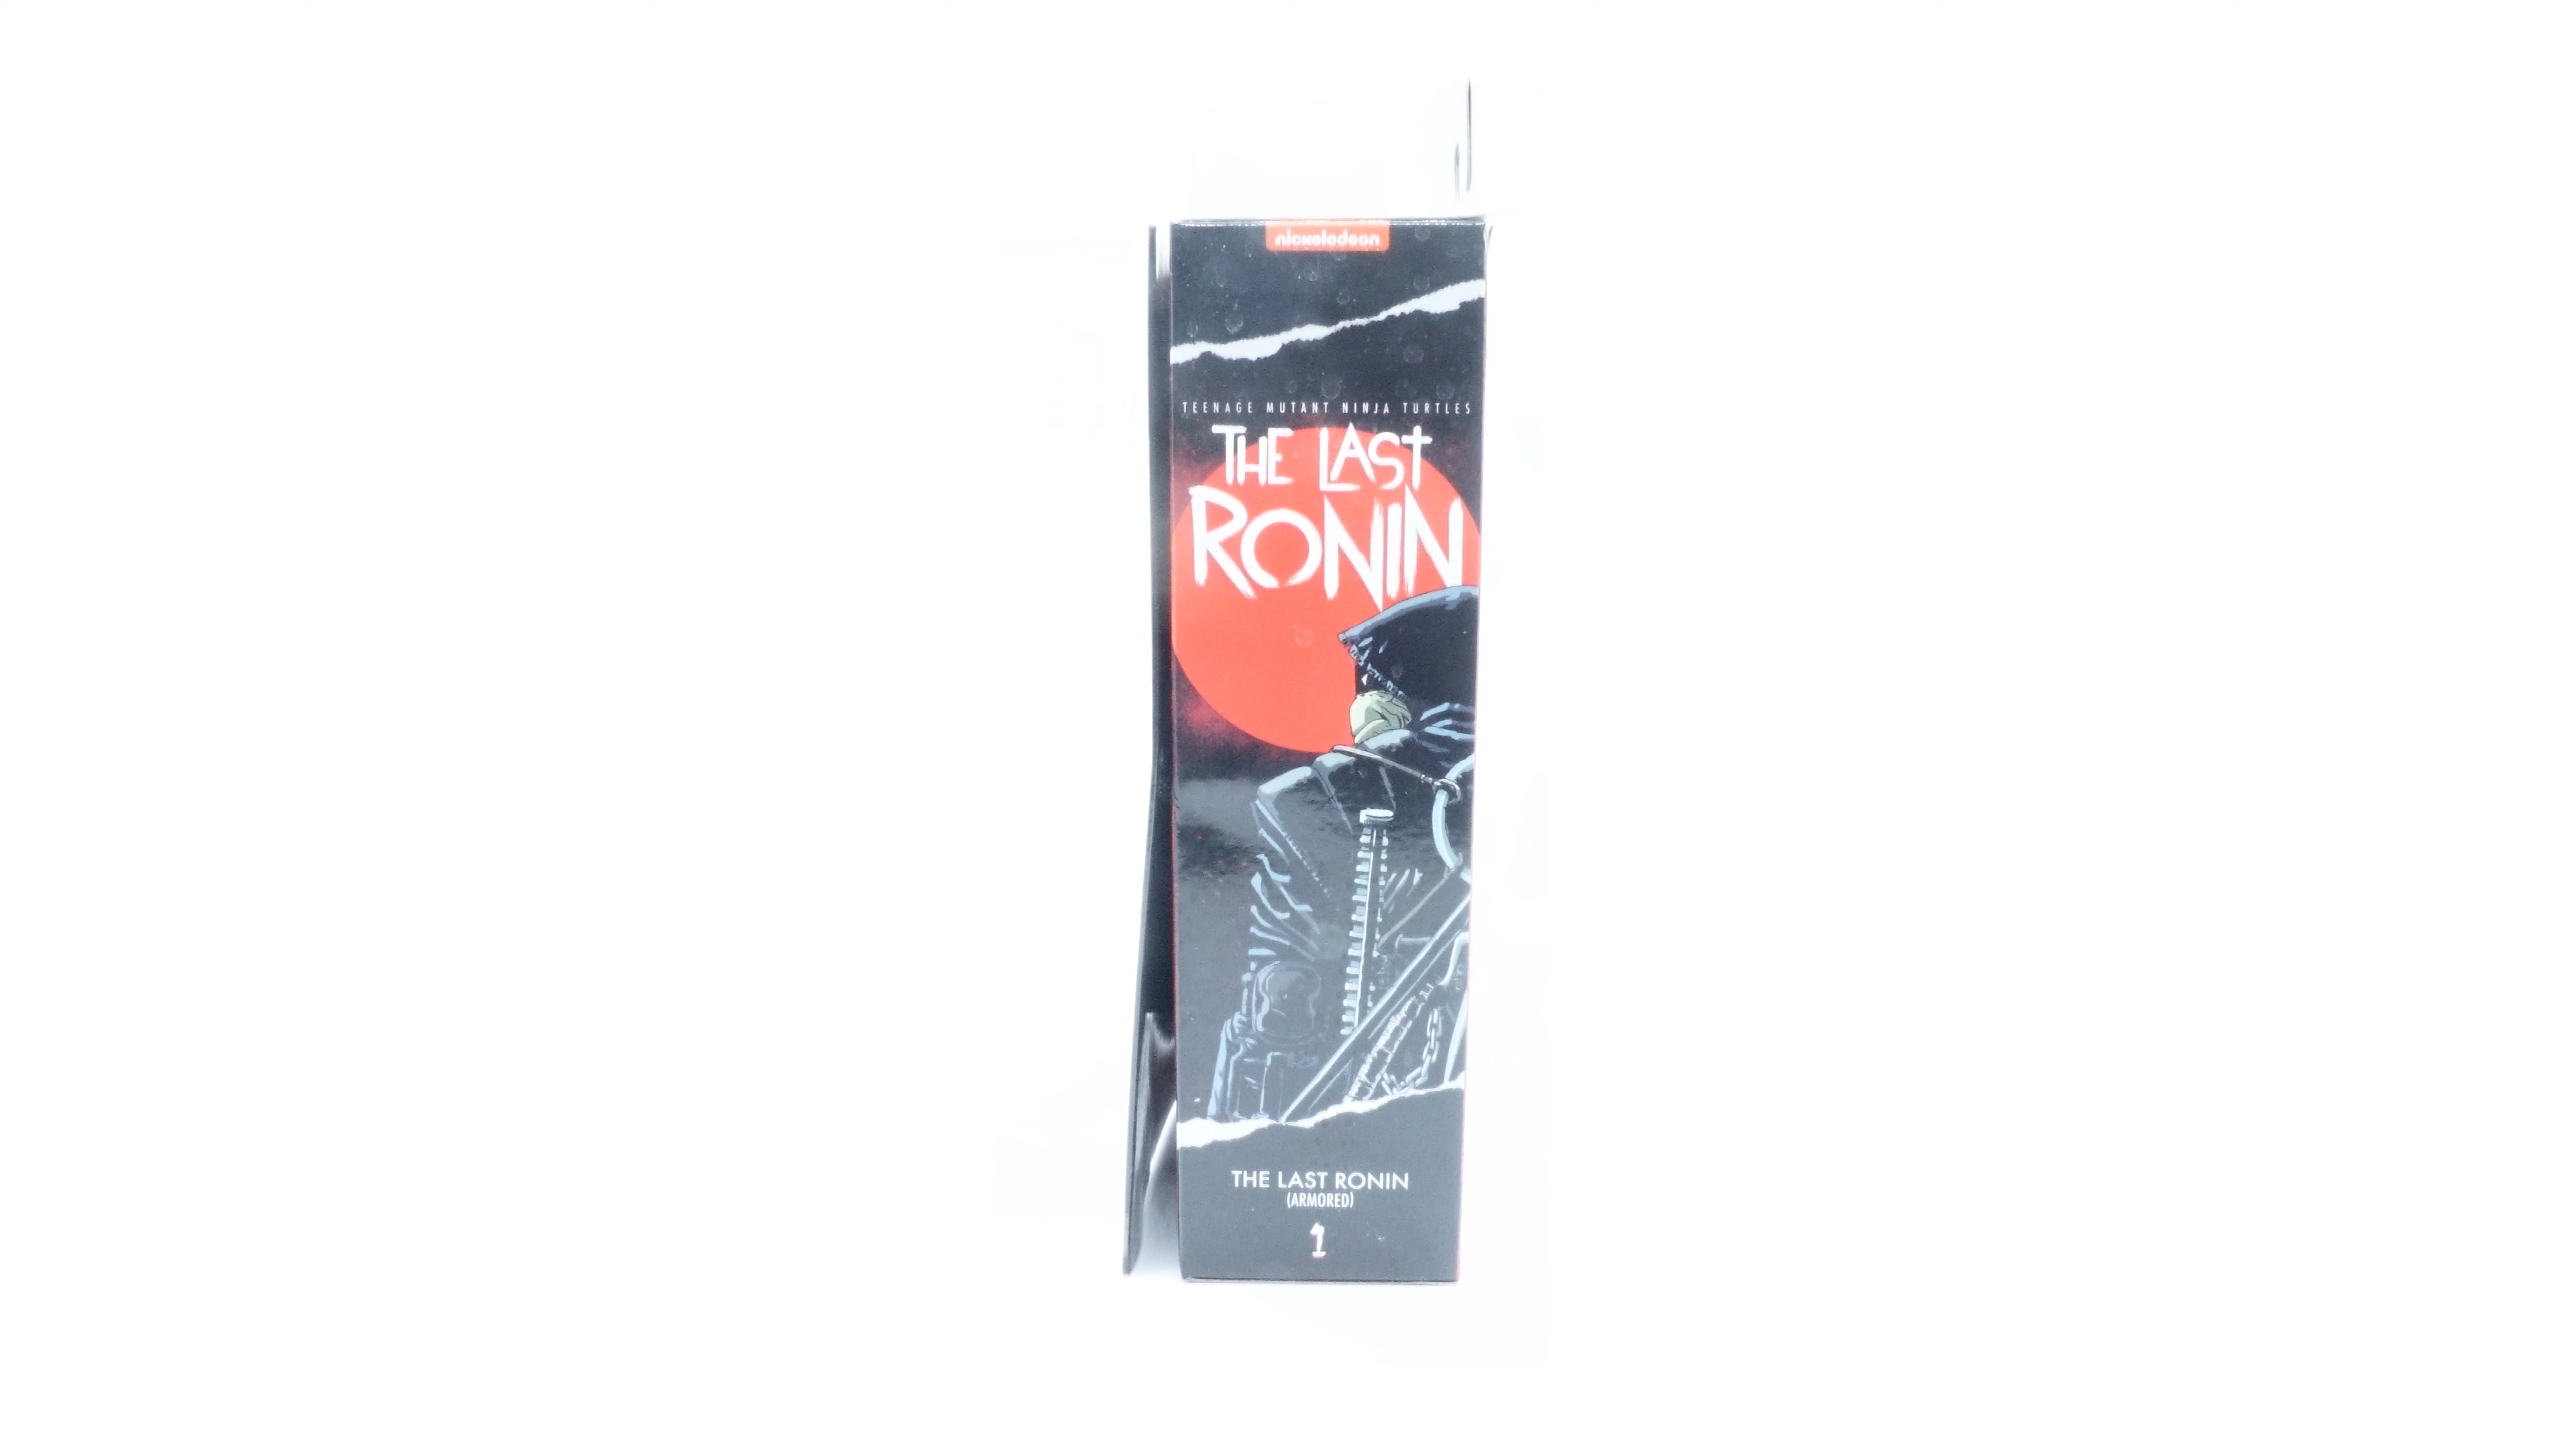 nickelodeon
TEENAGE MUTANT NINJA TURTLES
THE LAST
RONIN
THE LAST RONIN
(ARMORED)
1